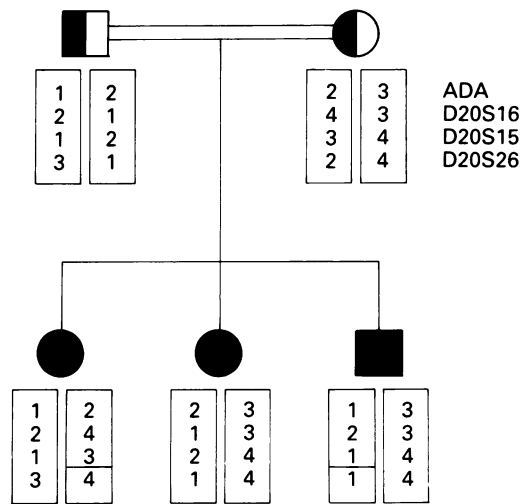 1 2 2 3 ADA
2 1 4 3 D20S16
1 2 3 4 D20S15
3 1 2 4 D20S26
1 2 2 3 1 3
2 4 1 3 2 3
1 3 2 4 1 4
3 4 1 4 1 4